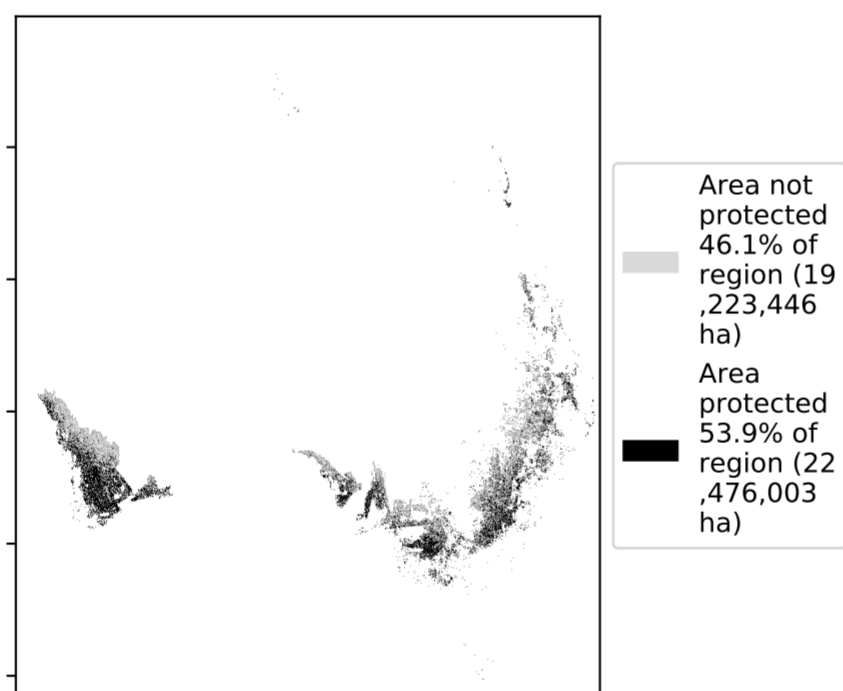 Area not
protected
46.1% of
region (19
,223,446
ha)
Area
protected
53.9% of
region (22
,476,003
ha)